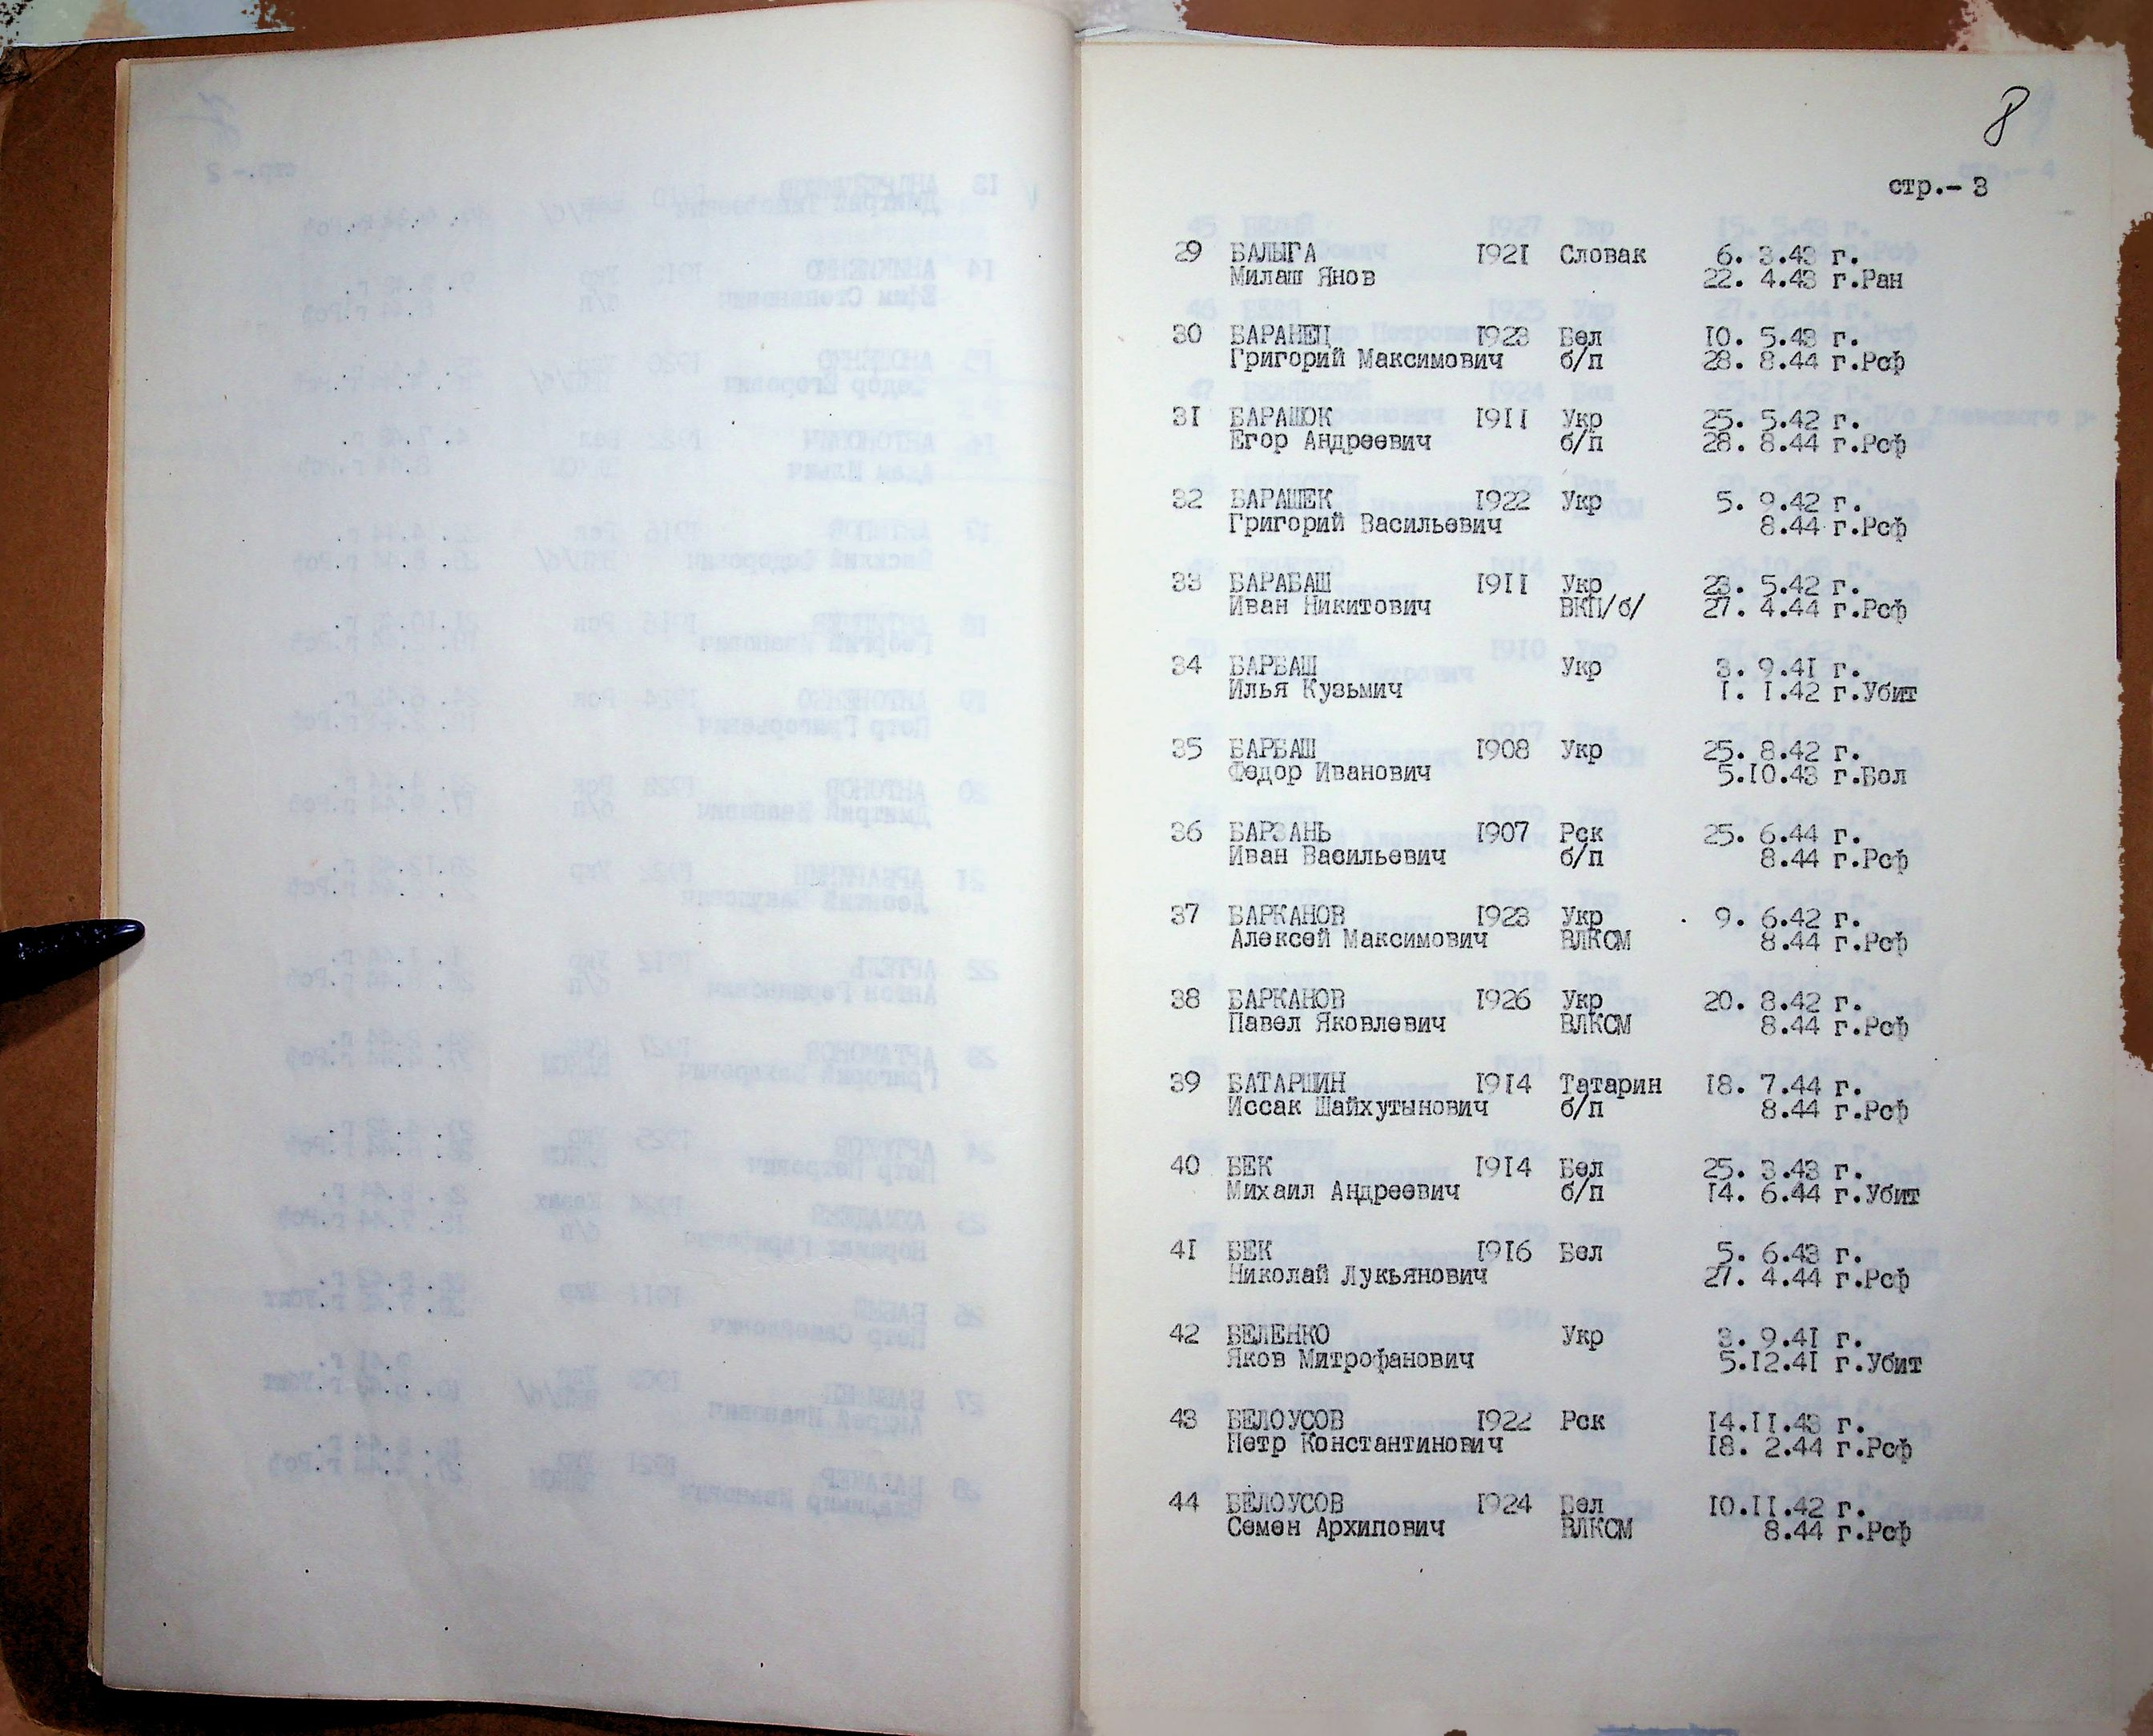 8
стр.- 3
29 БАЛЫГА 1921 Словак 6. 3.43 г.
Милаш Янов 22. 4.43 г.Ран
30 БАРАНЕЦ 1923 Бел 10. 5.43 г.
Григорий Максимович б/п 28. 8.44 г.Рсф
31 БАРАШОК 1911 Укр 25. 5.42 г.
Егор Андреевич б/п 28. 8.44 г.Рсф
32 БАРАШЕК 1922 Укр 5. 9.42 г.
Григорий Васильевич 8.44 г.Рсф
33 БАРАБАШ 1911 Укр 23. 5.42 г.
Иван Никитович ВКП/б/ 27. 4.44 г.Рсф
34 БАРБАШ Укр 3. 9.41 г.
Илья Кузьмич 1. 1.42 г.Убит
35 БАРБАШ 1908 Укр 25. 8.42 г.
Федор Иванович 5.10.43 г.Бол
36 БАРЗАНЬ 1907 Рск 25. 6.44 г.
Иван Васильевич б/п 8.44 г.Рсф
37 БАРКАНОВ 1923 Укр 9. 6.42 г.
Алексей Максимович ВЛКСМ 8.44 г.Рсф
38 БАРКАНОВ 1926 Укр 20. 8.42 г.
Павел Яковлевич ВЛКСМ 8.44 г.Рсф
39 БАТАРШИН 1914 Татарин 18. 7.44 г.
Иссак Шайхутынович б/п 8.44 г.Рсф
40 БЕК 1914 Бел 25. 3.43 г.
Михаил Андреевич б/п 14. 6.44 г.Убит
41 БЕК 1916 Бел 5. 6.43 г.
Николай Лукьянович 27. 4.44 г.Рсф
42 БЕЛЕНКО Укр 3. 9.41 г.
Яков Митрофанович 5.12.41 г.Убит
43 БЕЛОУСОВ 1922 Рск 14.11.43 г.
Петр Константинович 18. 2.44 г.Рсф
44 БЕЛОУСОВ 1924 Бел 10.11.42 г.
Семен Архипович ВЛКСМ 8.44 г.Рсф